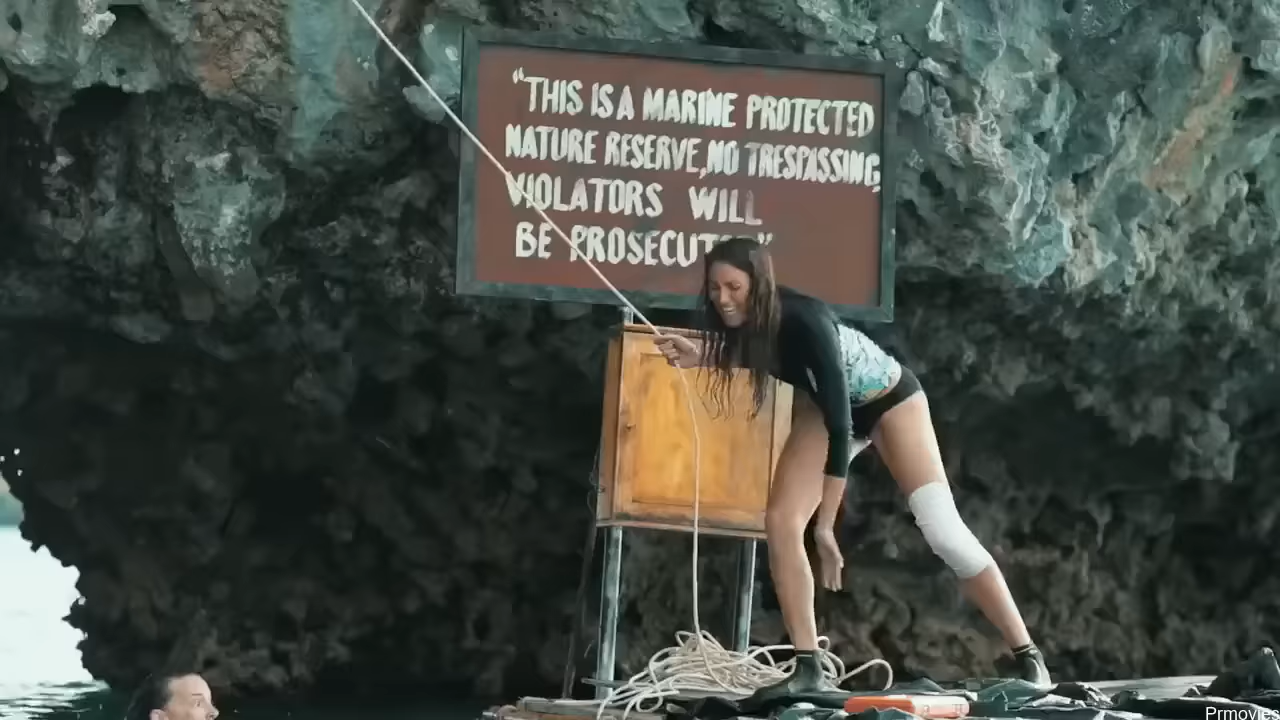 "THIS IS A MARINE PROTECTED
NATURE RESERVE, NO TRESPASSING,
VIOLATORS WILL
BE
Prmovies